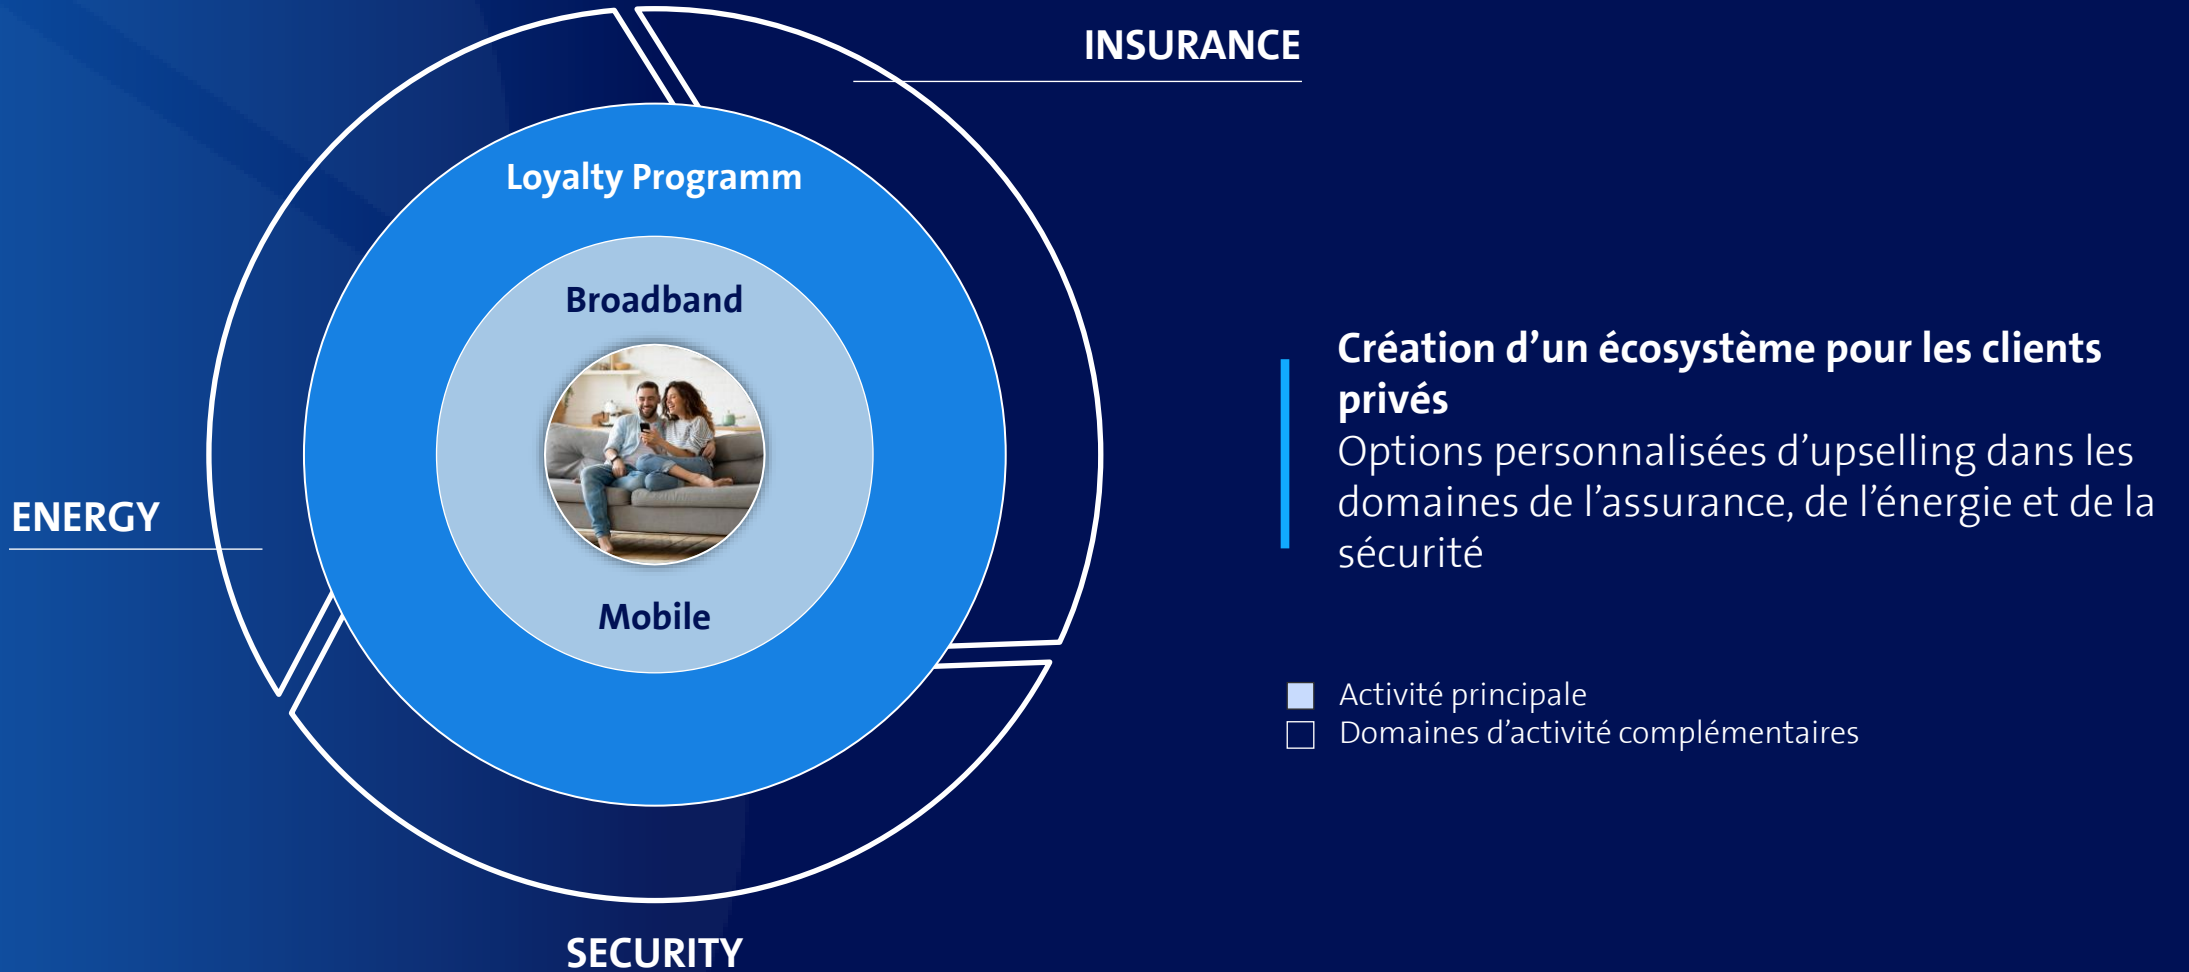 INSURANCE
Loyalty Programm
Broadband
Mobile
ENERGY
SECURITY
Création d’un écosystème pour les clients
privés
Options personnalisées d’upselling dans les
domaines de l’assurance, de l’énergie et de la
sécurité
Activité principale
Domaines d’activité complémentaires